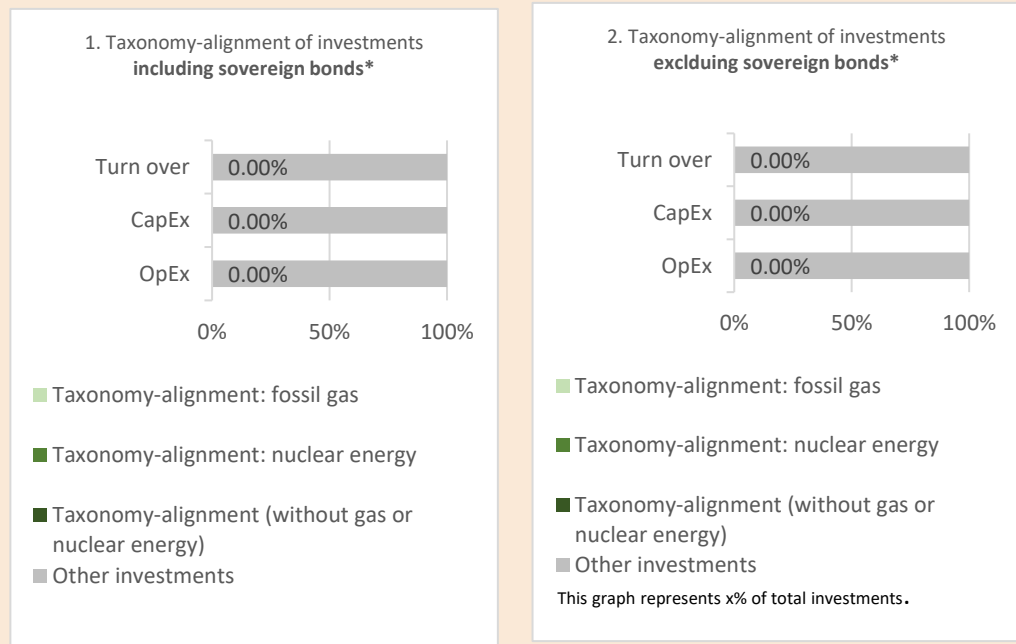 1. Taxonomy-alignment of investments
including sovereign bonds*
Turn over
0.00%
CapEx
0.00%
OpEx
0.00%
0%
50%
100%
Taxonomy-alignment: fossil gas
Taxonomy-alignment: nuclear energy
Taxonomy-alignment (without gas or
nuclear energy)
Other investments
2. Taxonomy-alignment of investments
exclduing sovereign bonds*
Turn over
0.00%
CapEx
0.00%
OpEx
0.00%
0%
50%
100%
Taxonomy-alignment: fossil gas
Taxonomy-alignment: nuclear energy
Taxonomy-alignment (without gas or
nuclear energy)
Other investments
This graph represents x% of total investments.